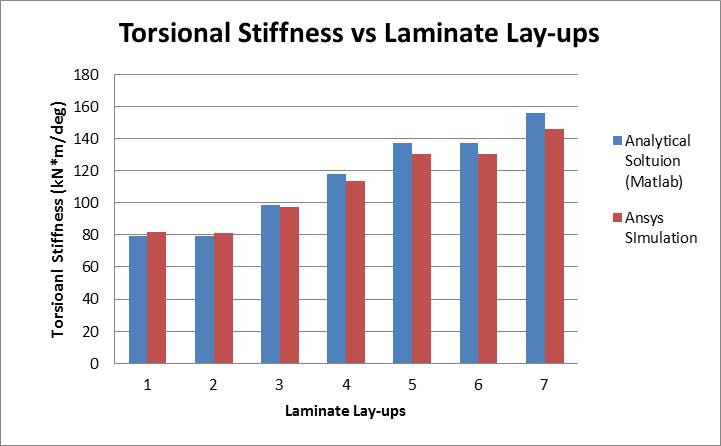 Torsional Stiffness vs Laminate Lay-ups
Torsioanl Stiffness (kN*m/deg)
180
160
140
120
100
80
60
40
20
0
1 2 3 4 5 6 7
Laminate Lay-ups
Analytical
Soltuion
(Matlab)
Ansys
SImulation